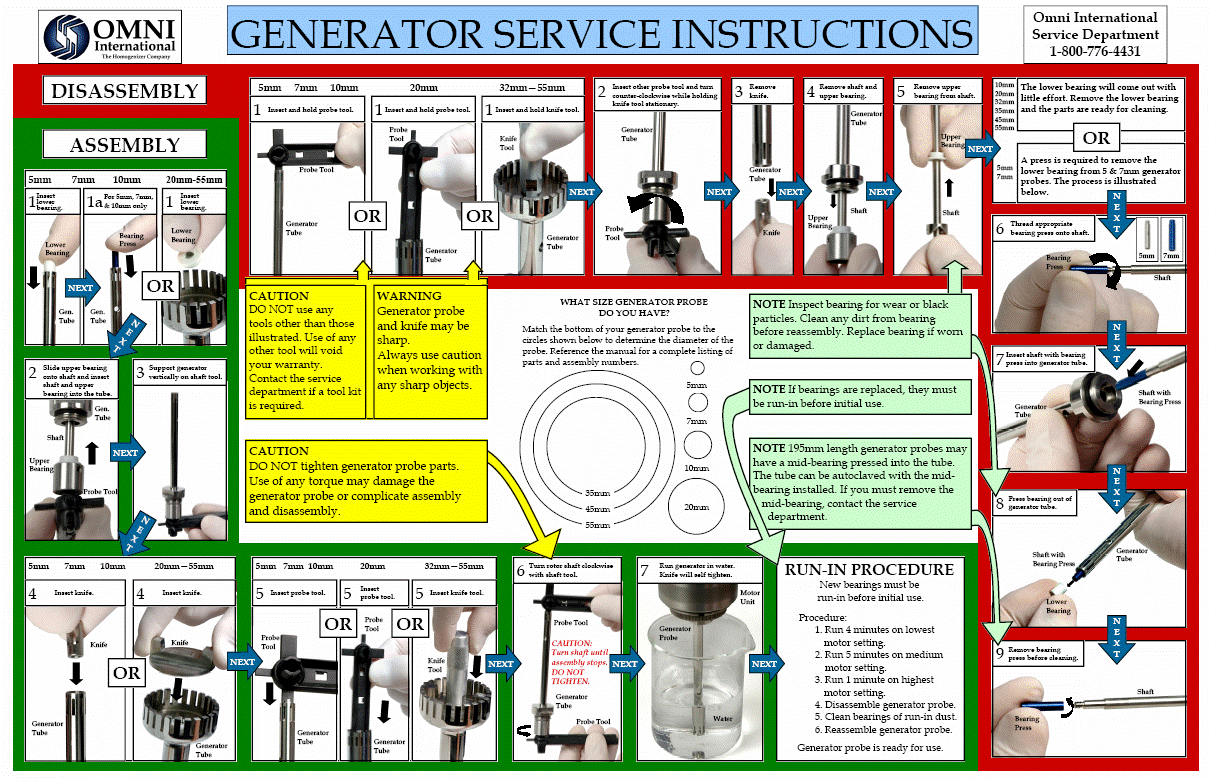 OMNI
International
The Homogenizer Company
GENERATOR SERVICE INSTRUCTIONS
Omni International
Service Department
1-800-776-4431
DISASSEMBLY
5mm 7mm 10mm
1 Insert and hold probe tool.
Probe Tool
Generator
Tube
OR
20mm
1 Insert and hold probe tool.
Probe
Tool
Generator
Tube
OR
32mm—55mm
1 Insert and hold knife tool.
Knife
Tool
Generator
Tube
NEXT
2 Insert other probe tool and turn
counter-clockwise while holding
knife tool stationary.
Generator
Tube
Probe
Tool
NEXT
3 Remove
knife.
Generator
Tube
Knife
NEXT
4 Remove shaft and
upper bearing.
Generator
Tube
Upper
Bearing
Shaft
NEXT
5 Remove upper
bearing from shaft.
Upper
Bearing
Shaft
NEXT
10mm
20mm
32mm
35mm
45mm
55mm
The lower bearing will come out with
little effort. Remove the lower bearing
and the parts are ready for cleaning.
OR
5mm
7mm
A press is required to remove the
lower bearing from 5 & 7mm generator
probes. The process is illustrated
below.
NEXT
6 Thread appropriate
bearing press onto shaft.
5mm 7mm
Bearing
Press
Shaft
NEXT
7 Insert shaft with bearing
press into generator tube.
Shaft with
Bearing Press
Generator
Tube
NEXT
8 Press bearing out of
generator tube.
Shaft with
Bearing Press
Generator
Tube
Lower
Bearing
NEXT
9 Remove bearing
press before cleaning.
Shaft
Bearing
Press
ASSEMBLY
5mm 7mm 10mm 20mm-55mm
1 Insert
lower
bearing.
Lower
Bearing
Gen.
Tube
NEXT
1a For 5mm, 7mm,
& 10mm only
Bearing
Press
Gen.
Tube
OR
1 Insert
lower
bearing.
Lower
Bearing
Gen.
Tube
NEXT
2 Slide upper bearing
onto shaft and insert
shaft and upper
bearing into the tube.
Gen.
Tube
Shaft
Upper
Bearing
Probe Tool
NEXT
3 Support generator
vertically on shaft tool.
NEXT
5mm 7mm 10mm
4 Insert knife.
Knife
Generator
Tube
OR
20mm—55mm
4 Insert knife.
Knife
Generator
Tube
NEXT
5mm 7mm 10mm
5 Insert probe tool.
Probe
Tool
Generator
Tube
OR
20mm
5 Insert
probe tool.
Probe
Tool
Generator
Tube
OR
32mm—55mm
5 Insert knife tool.
Knife
Tool
Generator
Tube
NEXT
6 Turn rotor shaft clockwise
with shaft tool.
Probe Tool
CAUTION:
Turn shaft until
assembly stops.
DO NOT
TIGHTEN.
Generator
Tube
Probe Tool
NEXT
7 Run generator in water.
Knife will self tighten.
Motor
Unit
Generator
Probe
Water
NEXT
RUN-IN PROCEDURE
New bearings must be
run-in before initial use.
Procedure:
1. Run 4 minutes on lowest
motor setting.
2. Run 5 minutes on medium
motor setting.
3. Run 1 minute on highest
motor setting.
4. Disassemble generator probe.
5. Clean bearings of run-in dust.
6. Reassemble generator probe.
Generator probe is ready for use.
CAUTION
DO NOT use any
tools other than those
illustrated. Use of any
other tool will void
your warranty.
Contact the service
department if a tool kit
is required.
WARNING
Generator probe
and knife may be
sharp.
Always use caution
when working with
any sharp objects.
CAUTION
DO NOT tighten generator probe parts.
Use of any torque may damage the
generator probe or complicate assembly
and disassembly.
WHAT SIZE GENERATOR PROBE
DO YOU HAVE?
Match the bottom of your generator probe to the
circles shown below to determine the diameter of the
probe. Reference the manual for a complete listing of
parts and assembly numbers.
5mm
7mm
10mm
20mm
35mm
45mm
55mm
NOTE Inspect bearing for wear or black
particles. Clean any dirt from bearing
before reassembly. Replace bearing if worn
or damaged.
NOTE If bearings are replaced, they must
be run-in before initial use.
NOTE 195mm length generator probes may
have a mid-bearing pressed into the tube.
The tube can be autoclaved with the mid-
bearing installed. If you must remove the
mid-bearing, contact the service
department.
NEXT